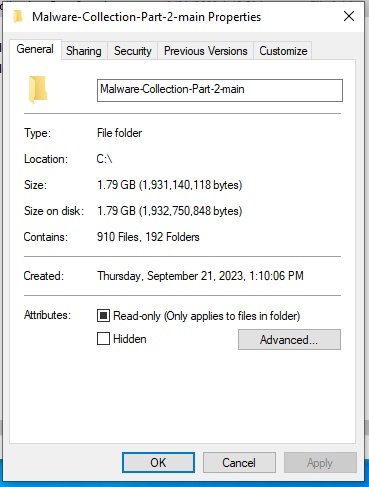 Malware-Collection-Part-2-main Properties
General Sharing Security Previous Versions Customize
Malware-Collection-Part-2-main
Type: File folder
Location: C:\
Size: 1.79 GB (1,931,140,118 bytes)
Size on disk: 1.79 GB (1,932,750,848 bytes)
Contains: 910 Files, 192 Folders
Created: Thursday, September 21, 2023, 1:10:06 PM
Attributes: Read-only (Only applies to files in folder)
Hidden Advanced...
OK Cancel Apply